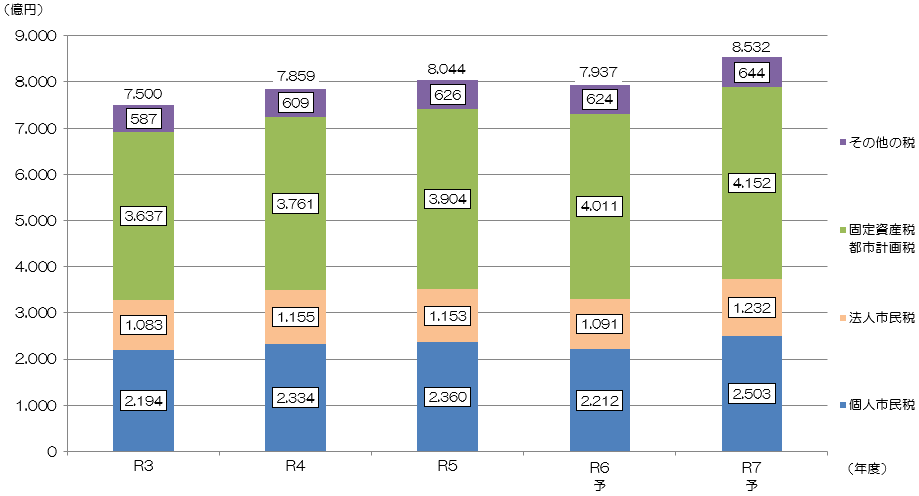 （億円）
9.000
8.000
7.000
6.000
5.000
4.000
3.000
2.000
1.000
0
7.500
587
3.637
1.083
2.194
7.859
609
3.761
1.155
2.334
8.044
626
3.904
1.153
2.360
7.937
624
4.011
1.091
2.212
8.532
644
4.152
1.232
2.503
その他の税
固定資産税
都市計画税
法人市民税
個人市民税
R3
R4
R5
R6
予
R7
予
（年度）